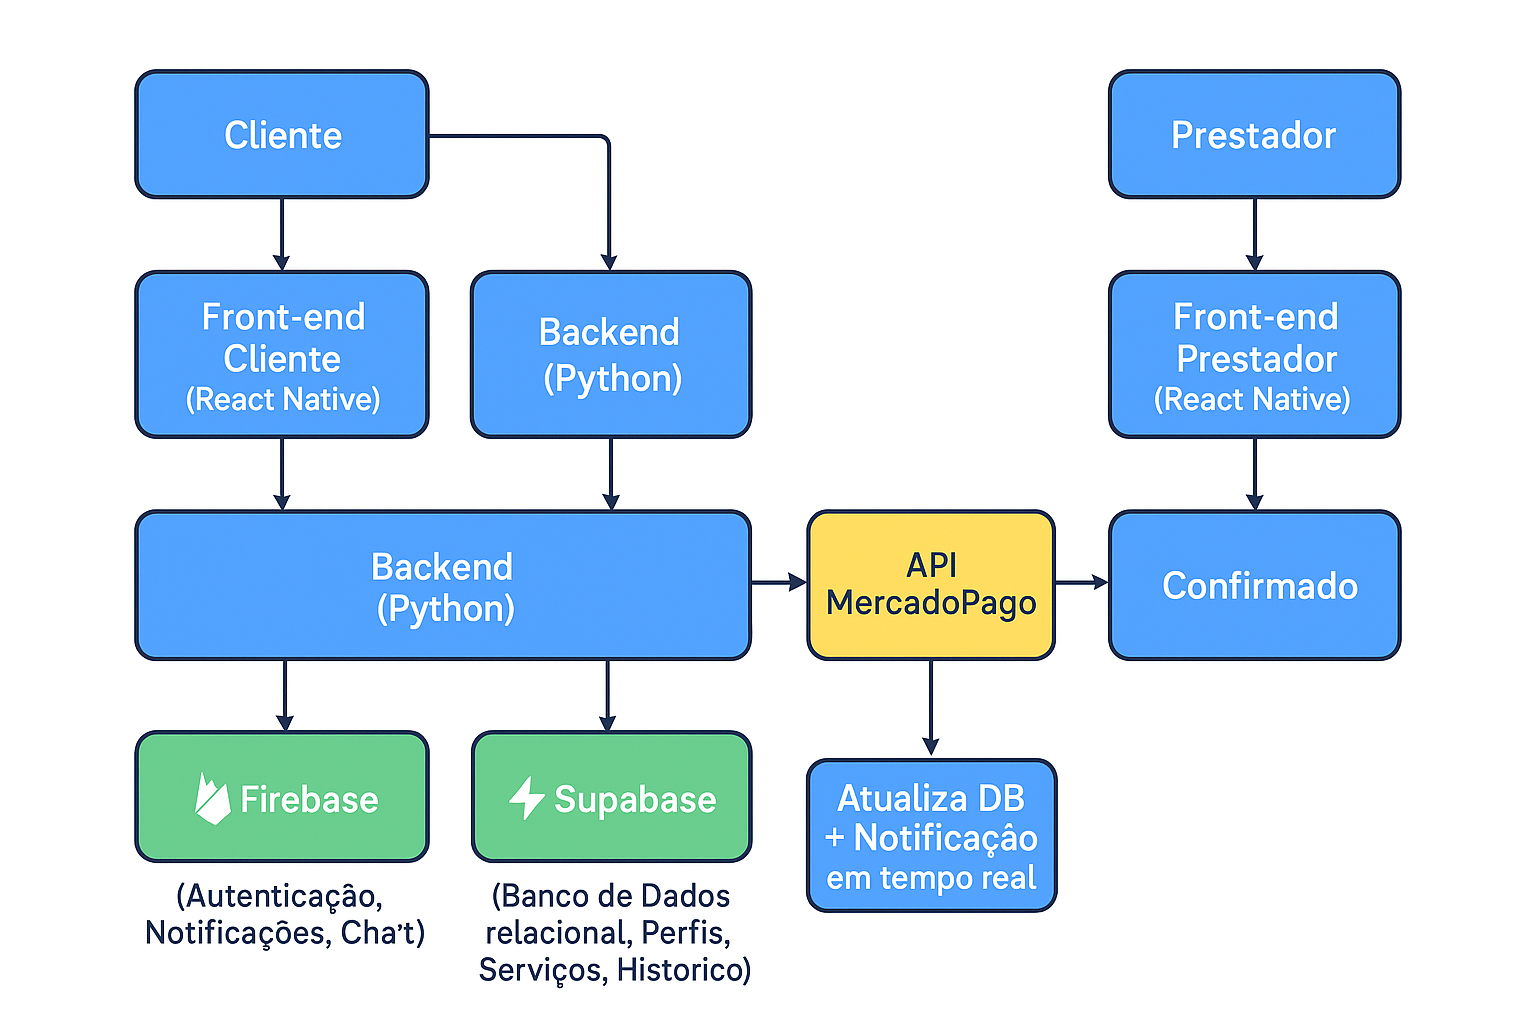 Cliente
Prestador
Front-end
Cliente
(React Native)
Backend
(Python)
Front-end
Prestador
(React Native)
Backend
(Python)
API
MercadoPago
Confirmado
Firebase
(Autenticação,
Notificações, Cha't)
Supabase
(Banco de Dados
relacional, Perfis,
Serviços, Historico)
Atualiza DB
+ Notificação
em tempo real